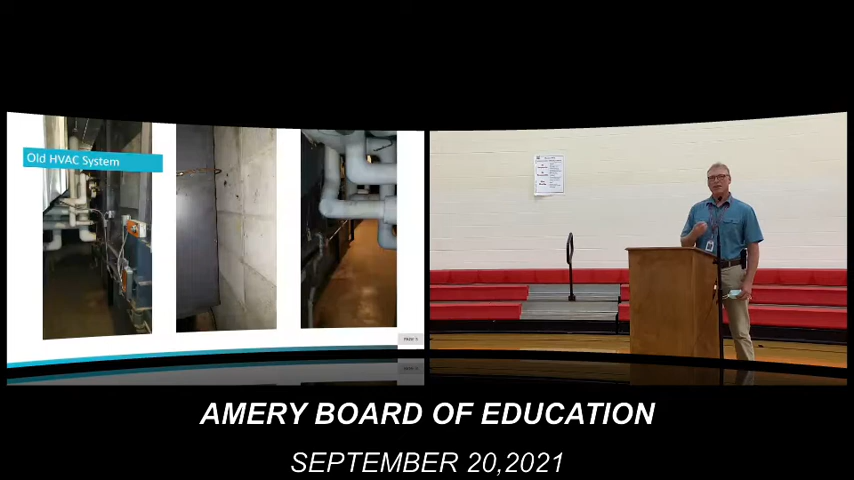 Old HVAC System
AMERY BOARD OF EDUCATION
SEPTEMBER 20,2021